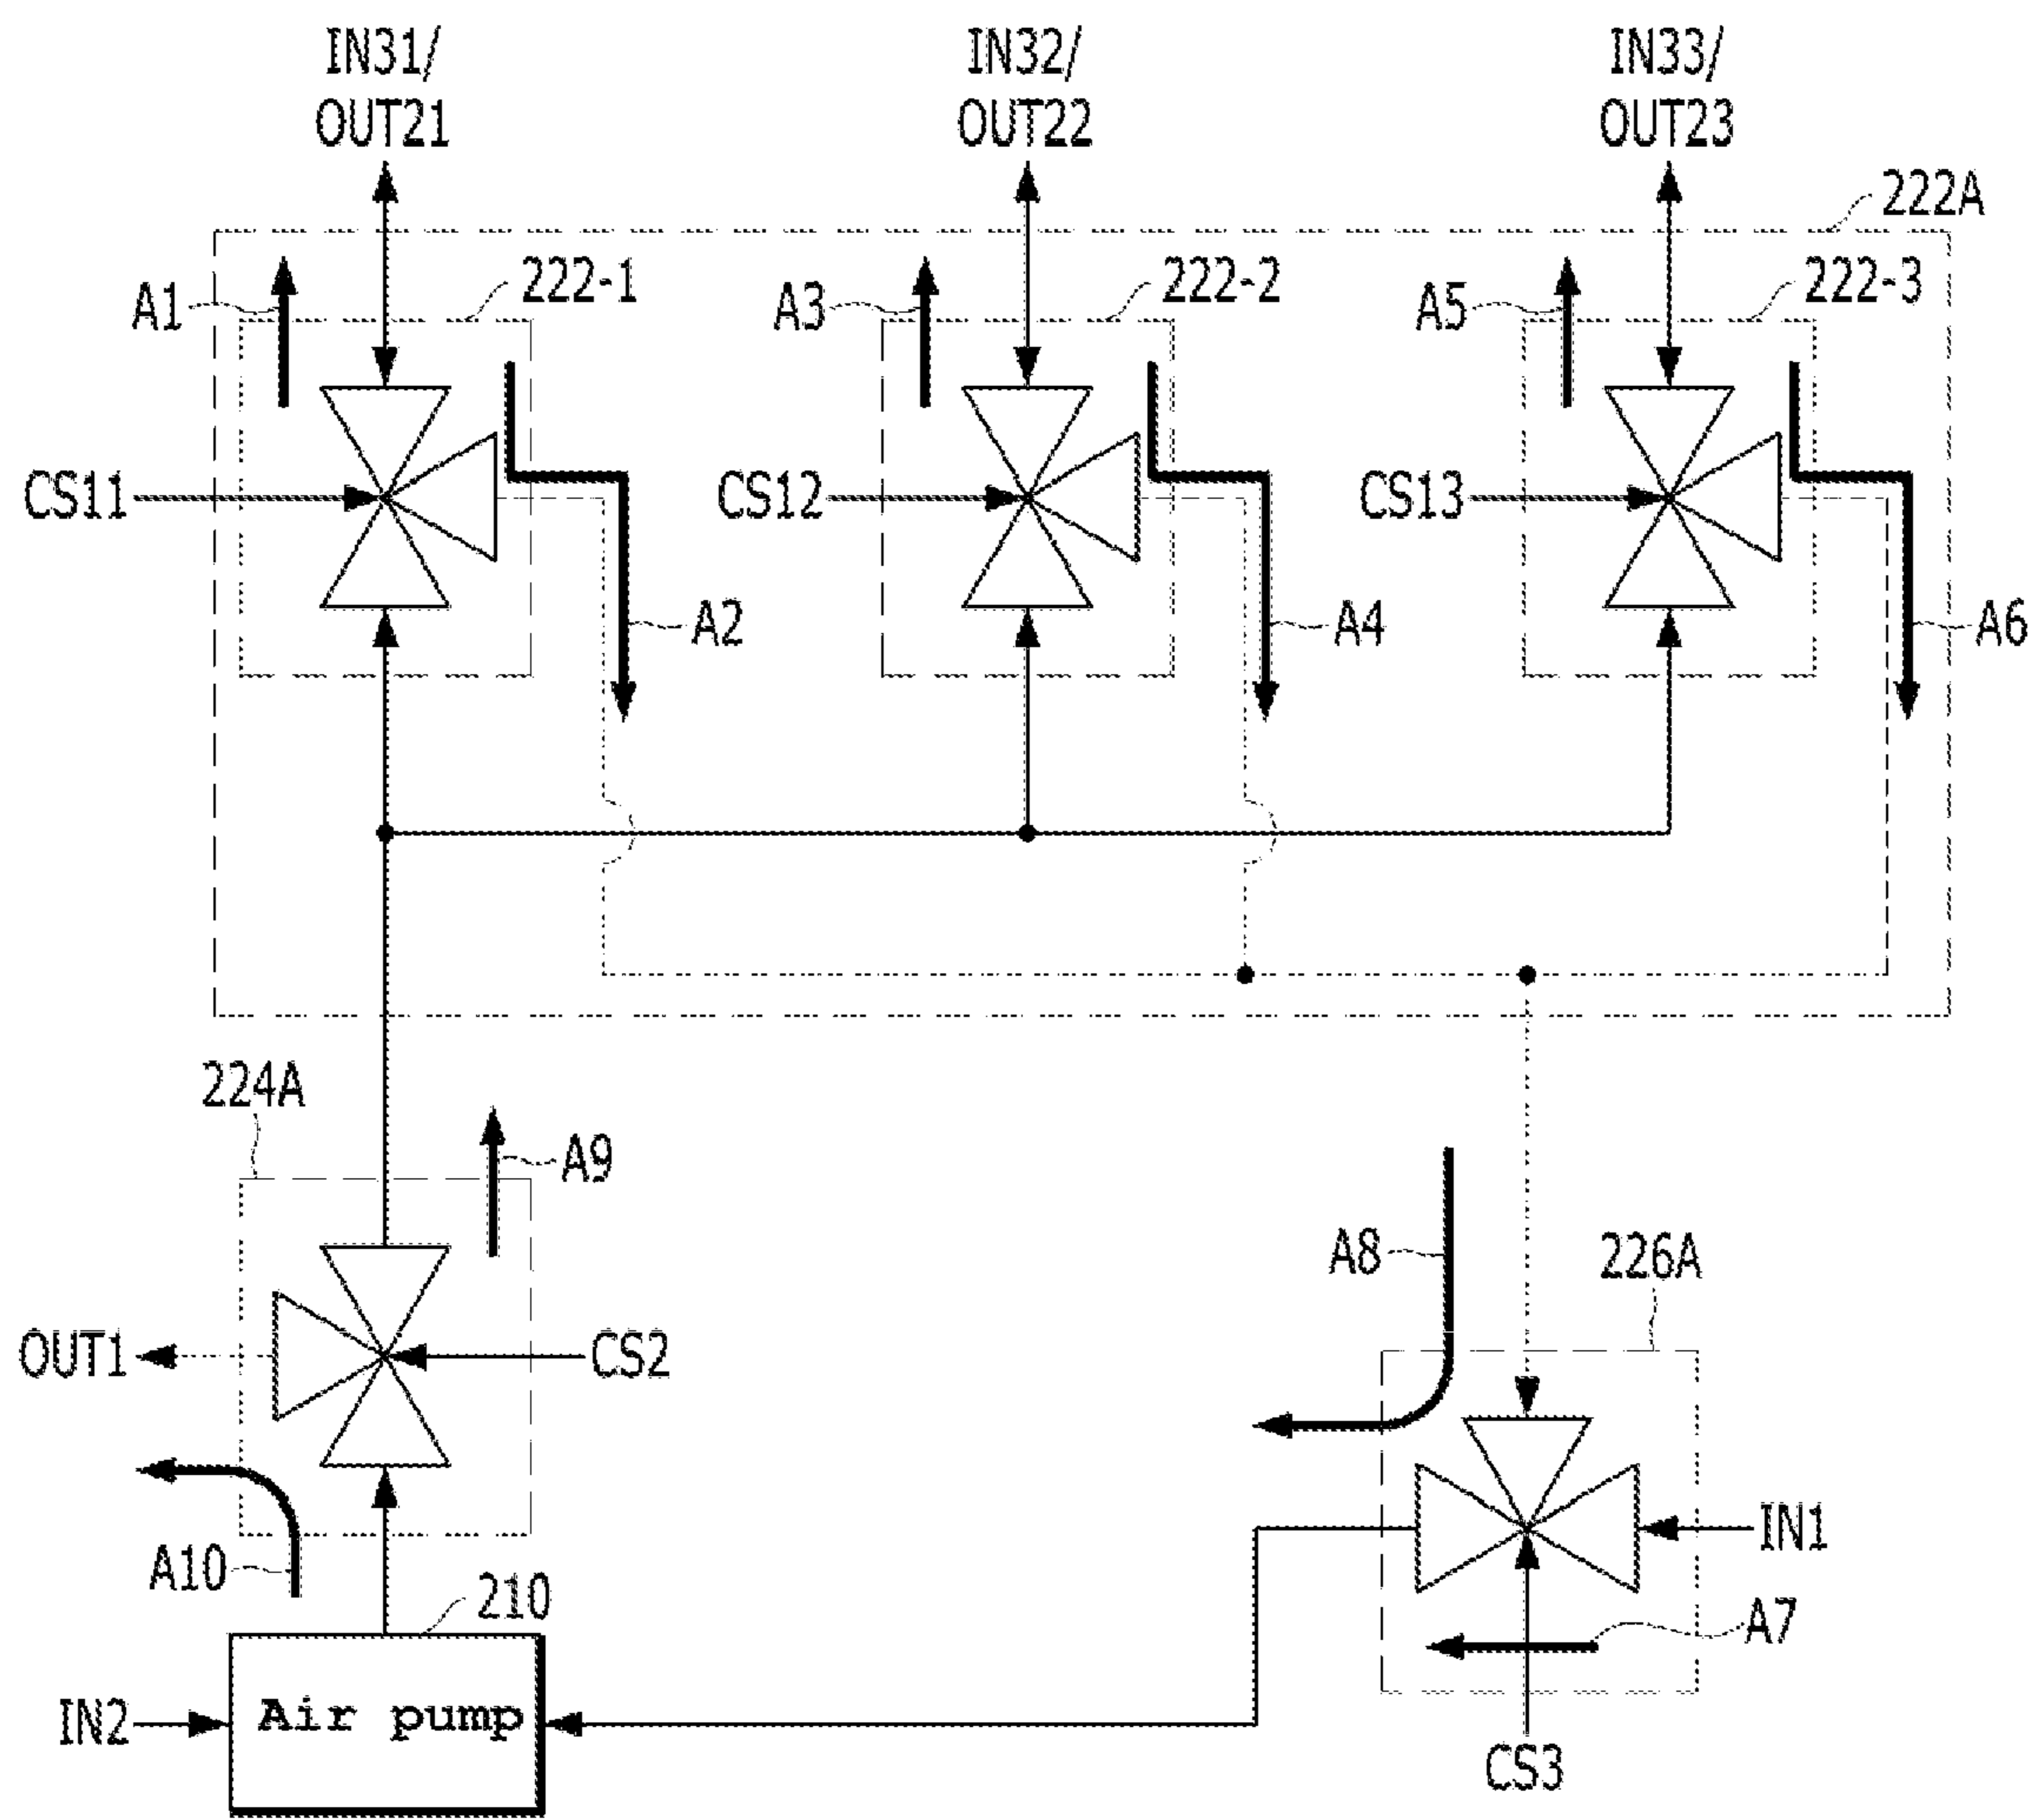 IN31/
OUT21
IN32/
OUT22
IN33/
OUT23
222A
222-1
222-2
222-3
A1
A3
A5
CS11
CS12
CS13
A2
A4
A6
224A
A9
A8
226A
OUT1
CS2
IN1
A10
210
A7
IN2
Air pump
CS3